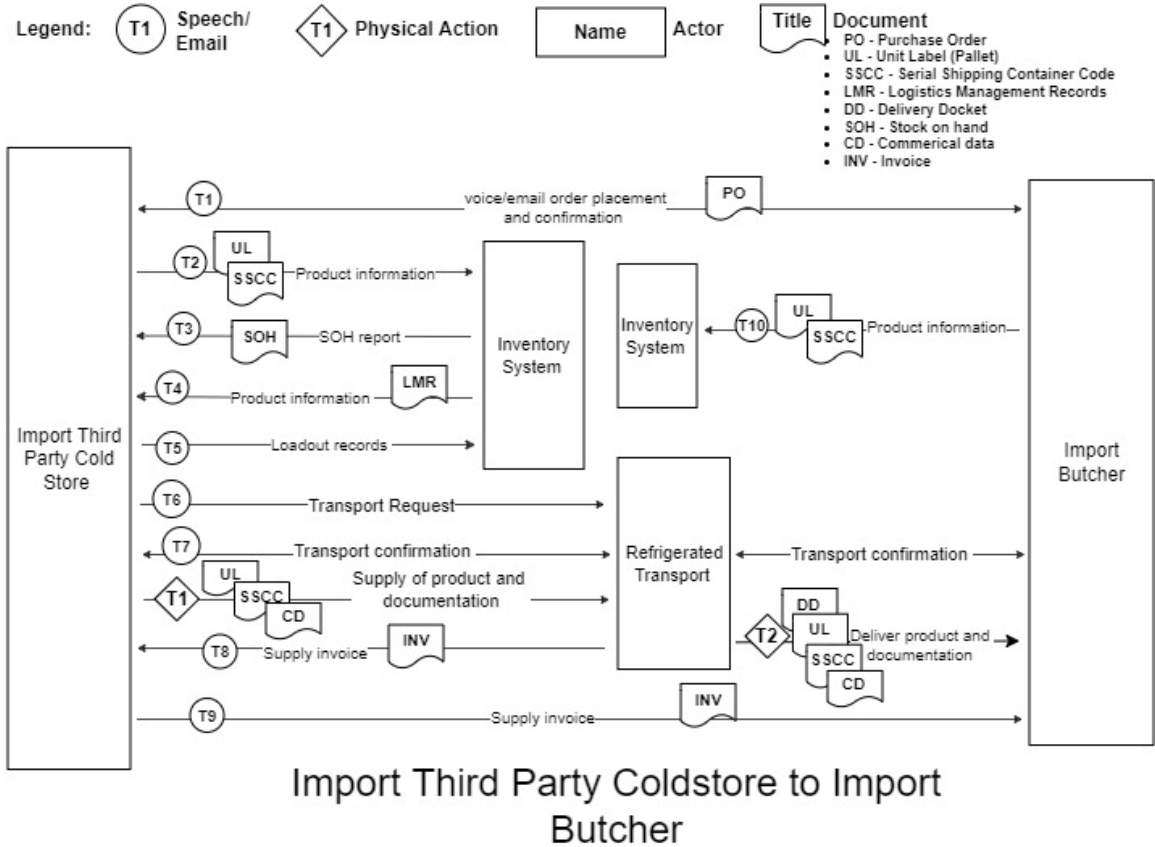 Legend:
T1
Speech/
Email
T1
Physical Action
Name
Actor
Title
Document
• PO - Purchase Order
• UL - Unit Label (Pallet)
• SSCC - Serial Shipping Container Code
• LMR - Logistics Management Records
• DD - Delivery Docket
• SOH - Stock on hand
• CD - Commerical data
• INV - Invoice
Import Third
Party Cold
Store
T1
voice/email order placement
and confirmation
PO
T2
UL
SSCC
Product information
T3
SOH
SOH report
T4
Product information
LMR
T5
Loadout records
Inventory
System
Inventory
System
T10
UL
SSCC
Product information
Import
Butcher
T6
Transport Request
T7
Transport confirmation
Refrigerated
Transport
Transport confirmation
T1
UL
SSCC
CD
Supply of product and
documentation
T2
DD
UL
SSCC
CD
Deliver product and
documentation
T8
Supply invoice
INV
T9
Supply invoice
INV
Import Third Party Coldstore to Import
Butcher